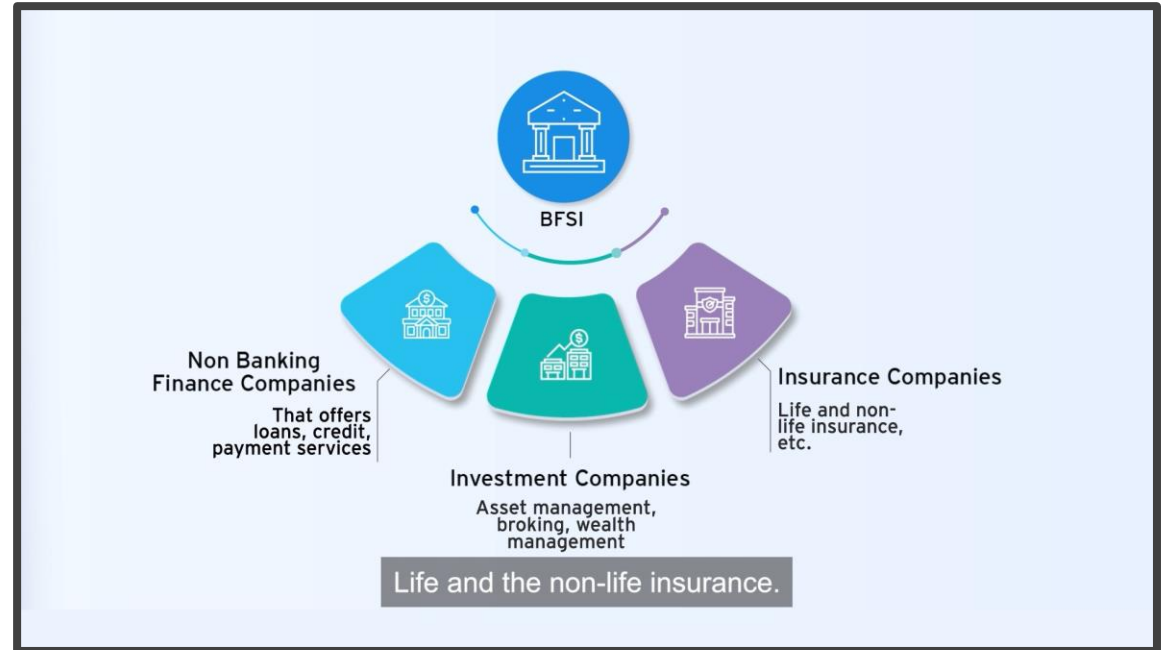 BFSI
Non Banking
Finance Companies
That offers
loans, credit,
payment services
Investment Companies
Asset management,
broking, wealth
management
Insurance Companies
Life and non-
life insurance,
etc.
Life and the non-life insurance.